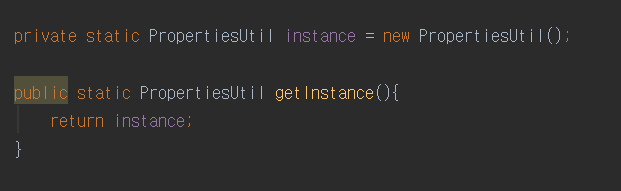 private static PropertiesUtil instance = new PropertiesUtil();
public static PropertiesUtil getInstance(){
return instance;
}